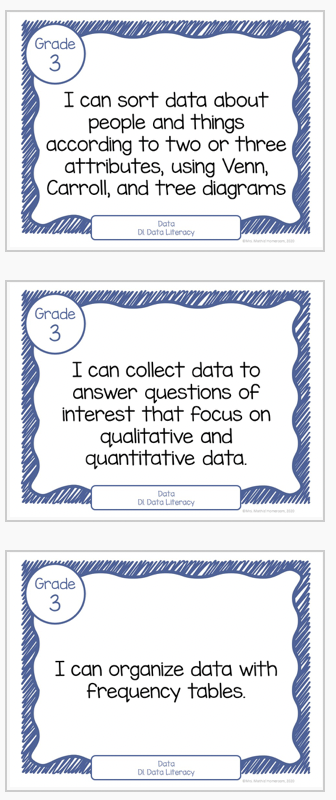 Grade
3
I can sort data about
people and things
according to two or three
attributes, using Venn,
Carroll, and tree diagrams
Data
D1 Data Literacy
Grade
3
I can collect data to
answer questions of
interest that focus on
qualitative and
quantitative data.
Data
D1 Data Literacy
Grade
3
I can organize data with
frequency tables.
Data
D1 Data Literacy